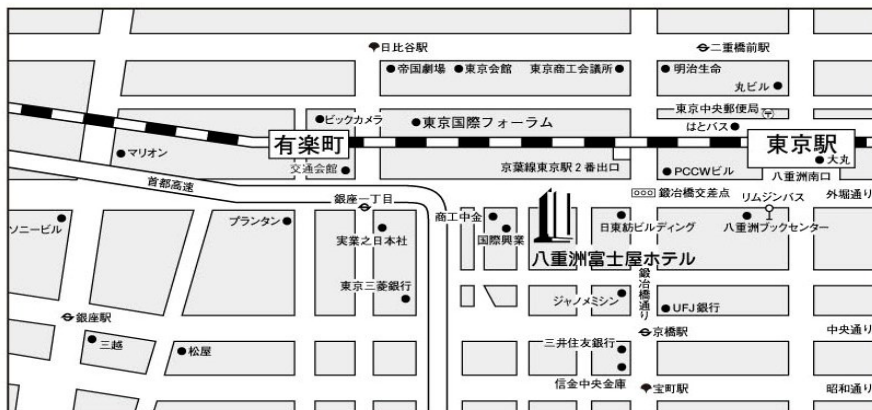 日比谷駅
二重橋前駅
帝国劇場
東京会館
東京商工会議所
明治生命
丸ビル
東京中央郵便局
ビックカメラ
東京国際フォーラム
はとバス
有楽町
東京駅
マリオン
大丸
交通会館
京葉線東京駅2番出口
PCCWビル
八重洲南口
首都高速
鍛冶橋交差点
リムジンバス
外堀通り
銀座一丁目
ソニービル
プランタン
商工中金
実業之日本社
国際興業
日東紡ビルディング
八重洲ブックセンター
八重洲富士屋ホテル
鍛冶橋通り
東京三菱銀行
ジャノメミシン
UFJ銀行
銀座駅
京橋駅
中央通り
三越
松屋
三井住友銀行
信金中央金庫
宝町駅
昭和通り